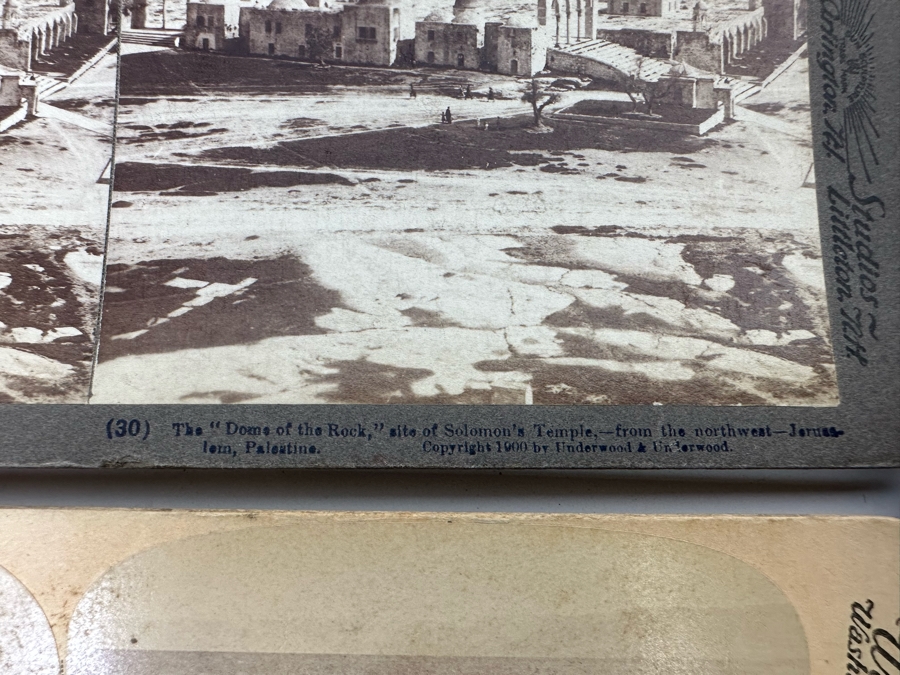 (30) The "Dome of the Rock," site of Solomon's Temple,—from the northwest—Jerusa-
lem, Palestine. Copyright 1900 by Underwood & Underwood.
Arlington, N.J.
Studios
Littleton, N.H.
Wash